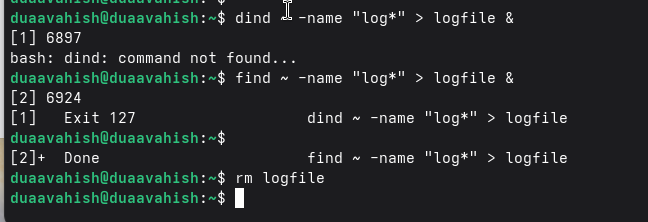 duaavahish@duaavahish:~$ dind ~ -name "log*" > logfile &
[1] 6897
bash: dind: command not found...
duaavahish@duaavahish:~$ find ~ -name "log*" > logfile &
[2] 6924
[1]   Exit 127                dind ~ -name "log*" > logfile
duaavahish@duaavahish:~$
[2]+  Done                    find ~ -name "log*" > logfile
duaavahish@duaavahish:~$ rm logfile
duaavahish@duaavahish:~$